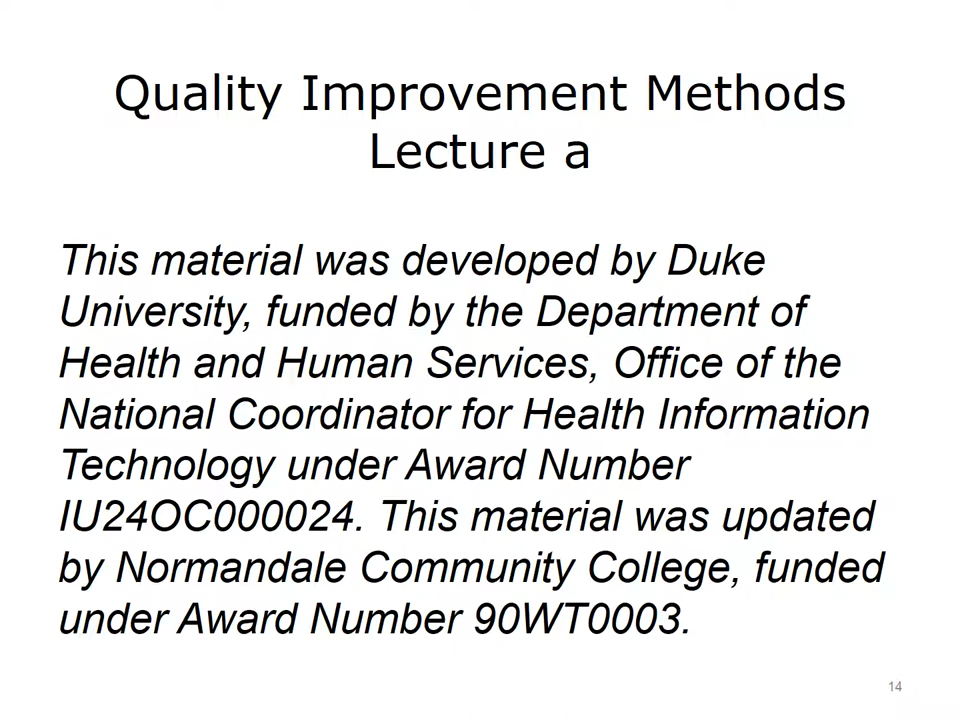 Quality Improvement Methods
Lecture a
This material was developed by Duke
University, funded by the Department of
Health and Human Services, Office of the
National Coordinator for Health Information
Technology under Award Number
IU24OC000024. This material was updated
by Normandale Community College, funded
under Award Number 90WT0003.
14